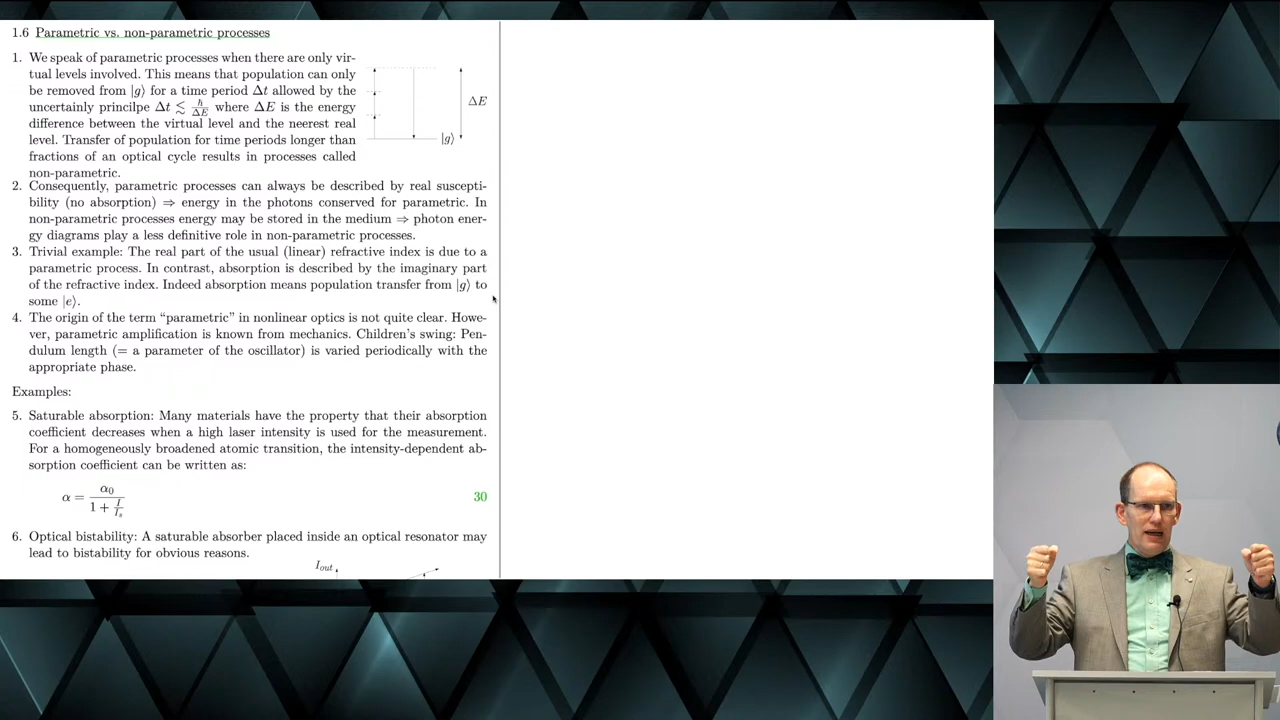 1.6 Parametric vs. non-parametric processes
1. We speak of parametric processes when there are only vir-
tual levels involved. This means that population can only
be removed from |g⟩ for a time period Δt allowed by the
uncertainly princilpe Δt ≲ ℏ/ΔE where ΔE is the energy
difference between the virtual level and the neerest real
level. Transfer of population for time periods longer than
fractions of an optical cycle results in processes called
non-parametric.
ΔE
|g⟩
2. Consequently, parametric processes can always be described by real suscepti-
bility (no absorption) ⇒ energy in the photons conserved for parametric. In
non-parametric processes energy may be stored in the medium ⇒ photon ener-
gy diagrams play a less definitive role in non-parametric processes.
3. Trivial example: The real part of the usual (linear) refractive index is due to a
parametric process. In contrast, absorption is described by the imaginary part
of the refractive index. Indeed absorption means population transfer from |g⟩ to
some |e⟩.
4. The origin of the term “parametric” in nonlinear optics is not quite clear. Howe-
ver, parametric amplification is known from mechanics. Children’s swing: Pen-
dulum length (= a parameter of the oscillator) is varied periodically with the
appropriate phase.
Examples:
5. Saturable absorption: Many materials have the property that their absorption
coefficient decreases when a high laser intensity is used for the measurement.
For a homogeneously broadened atomic transition, the intensity-dependent ab-
sorption coefficient can be written as:
α = α₀ / (1 + I/Iₛ) 30
6. Optical bistability: A saturable absorber placed inside an optical resonator may
lead to bistability for obvious reasons.
I_out